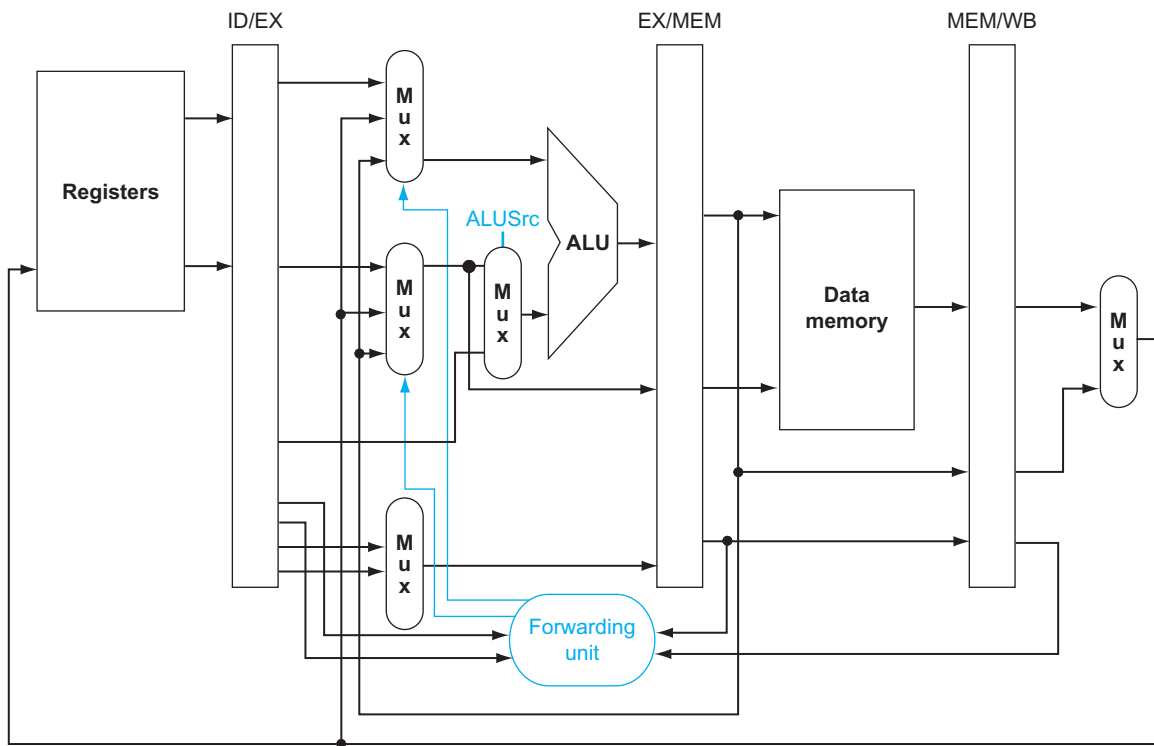 ID/EX
EX/MEM
MEM/WB
M
u
x
Registers
ALUSrc
ALU
M
u
x
M
u
x
Data
memory
M
u
x
M
u
x
Forwarding
unit